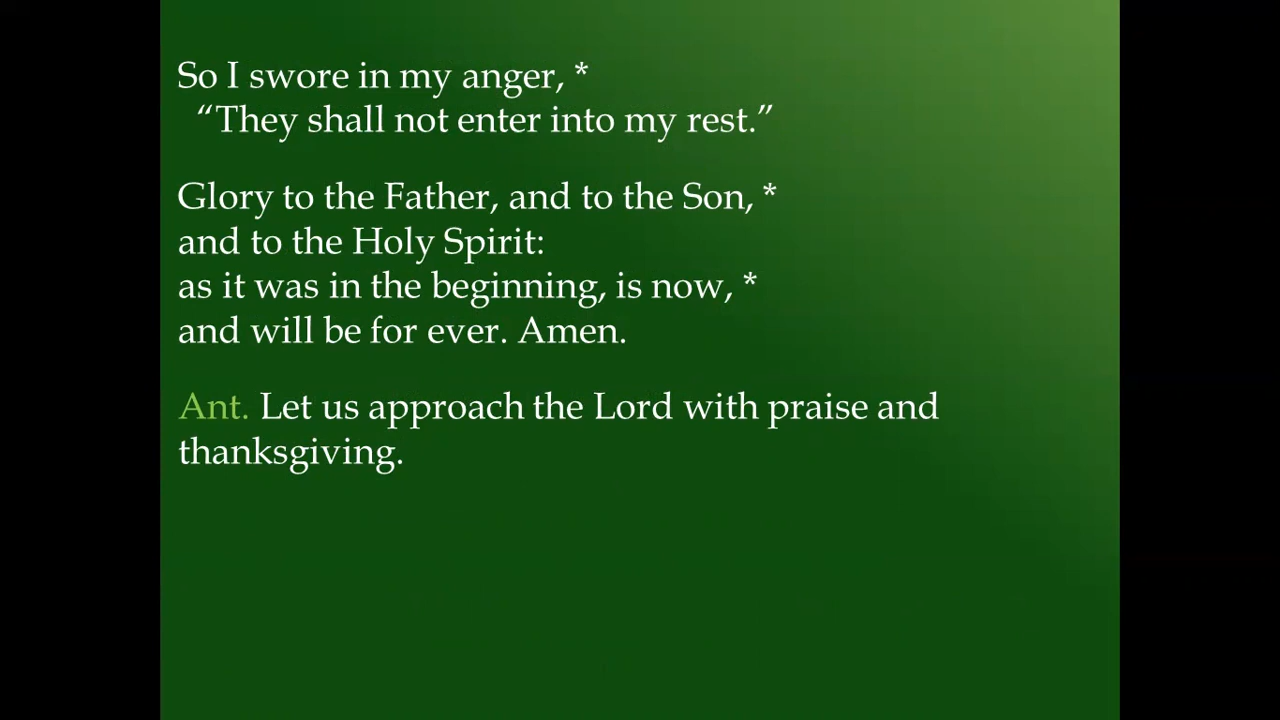 So I swore in my anger, *
“They shall not enter into my rest.”
Glory to the Father, and to the Son, *
and to the Holy Spirit:
as it was in the beginning, is now, *
and will be for ever. Amen.
Ant. Let us approach the Lord with praise and
thanksgiving.